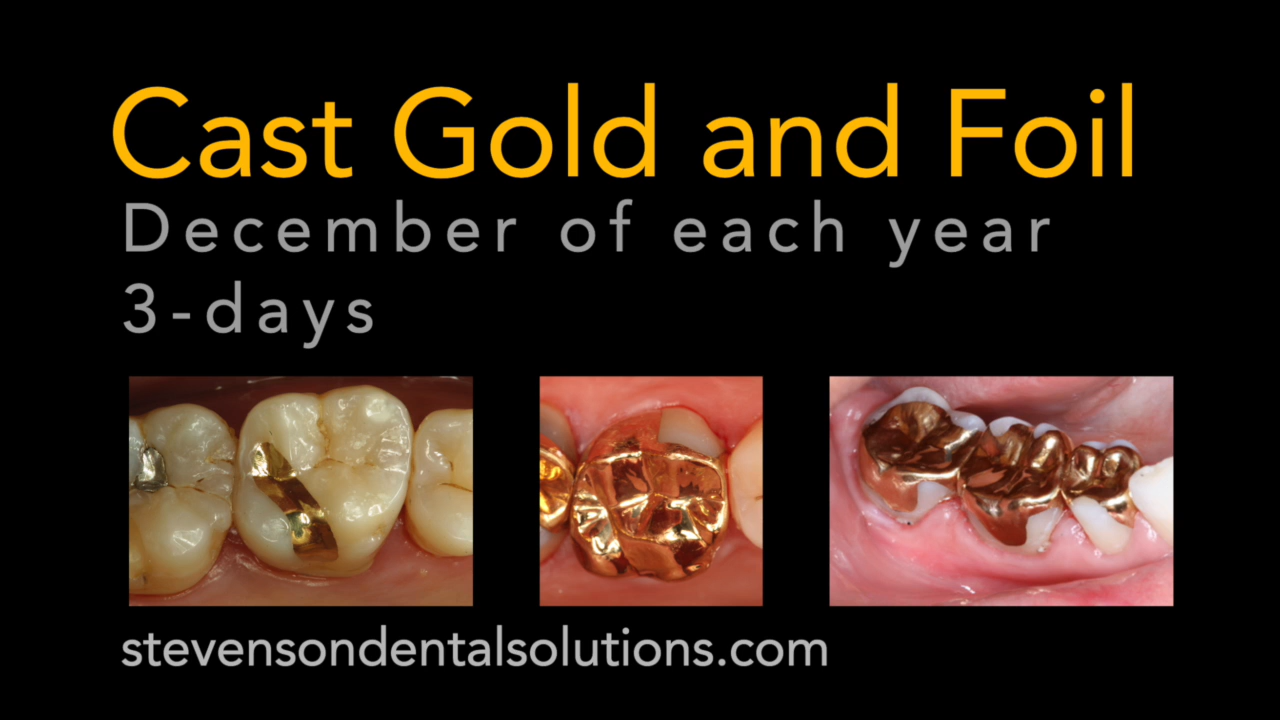 Cast Gold and Foil
December of each year
3-days
stevensondentalsolutions.com